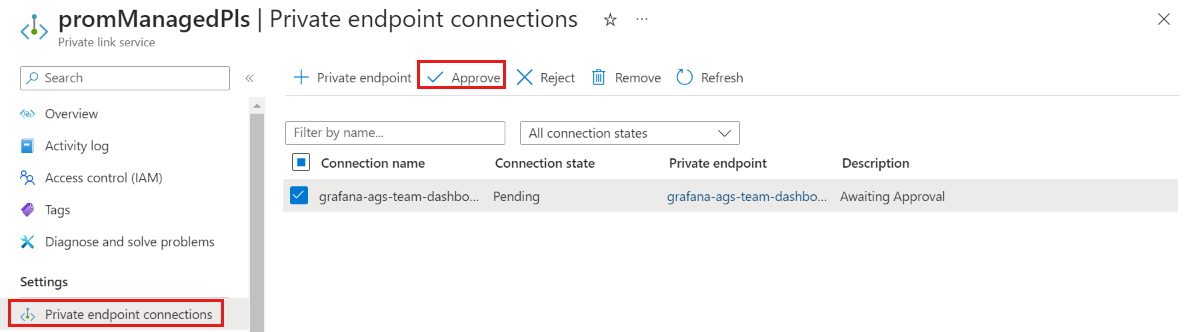 promManagedPls | Private endpoint connections
Private link service
Search
Overview
Activity log
Access control (IAM)
Tags
Diagnose and solve problems
Settings
Private endpoint connections
Private endpoint Approve Reject Remove Refresh
Filter by name... All connection states
Connection name Connection state Private endpoint Description
grafana-ags-team-dashbo... Pending grafana-ags-team-dashbo... Awaiting Approval